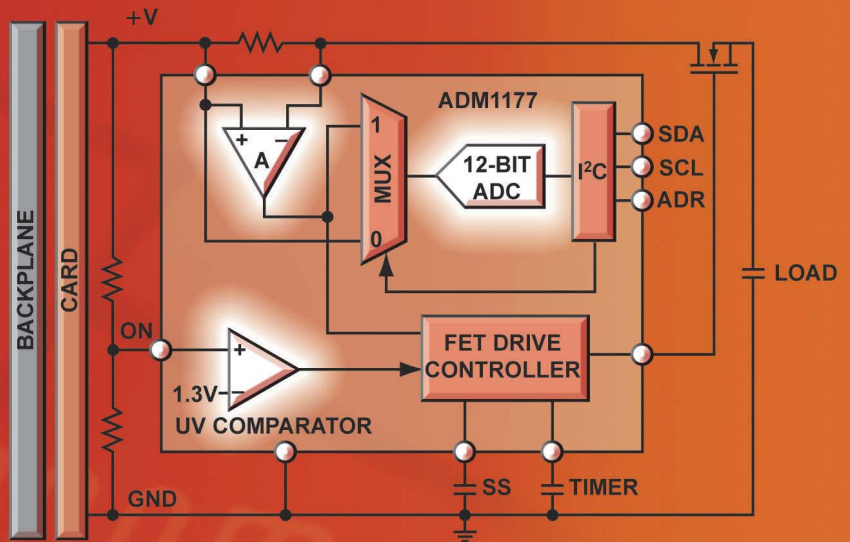 +V
ADM1177
+
−
A
1
MUX
0
12-BIT
ADC
I²C
SDA
SCL
ADR
BACKPLANE
CARD
LOAD
ON
+
1.3V
−
UV COMPARATOR
FET DRIVE
CONTROLLER
GND
SS
TIMER